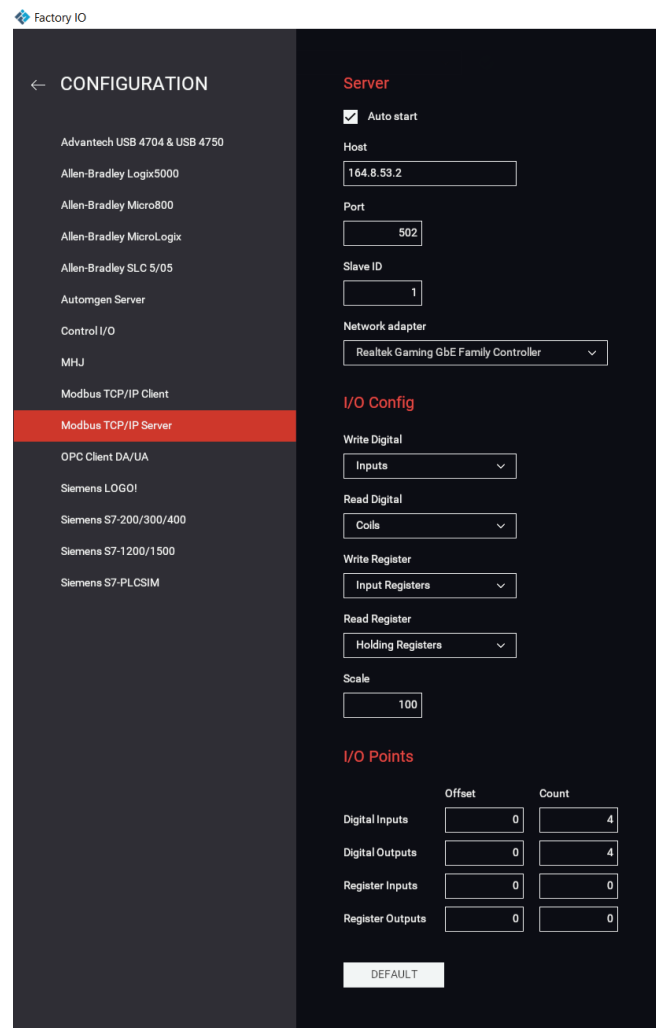 Factory IO
← CONFIGURATION
Advantech USB 4704 & USB 4750
Allen-Bradley Logix5000
Allen-Bradley Micro800
Allen-Bradley MicroLogix
Allen-Bradley SLC 5/05
Automgen Server
Control I/O
MHJ
Modbus TCP/IP Client
Modbus TCP/IP Server
OPC Client DA/UA
Siemens LOGO!
Siemens S7-200/300/400
Siemens S7-1200/1500
Siemens S7-PLCSIM
Server
Auto start
Host
164.8.53.2
Port
502
Slave ID
1
Network adapter
Realtek Gaming GbE Family Controller
I/O Config
Write Digital
Inputs
Read Digital
Coils
Write Register
Input Registers
Read Register
Holding Registers
Scale
100
I/O Points
Offset Count
Digital Inputs 0 4
Digital Outputs 0 4
Register Inputs 0 0
Register Outputs 0 0
DEFAULT